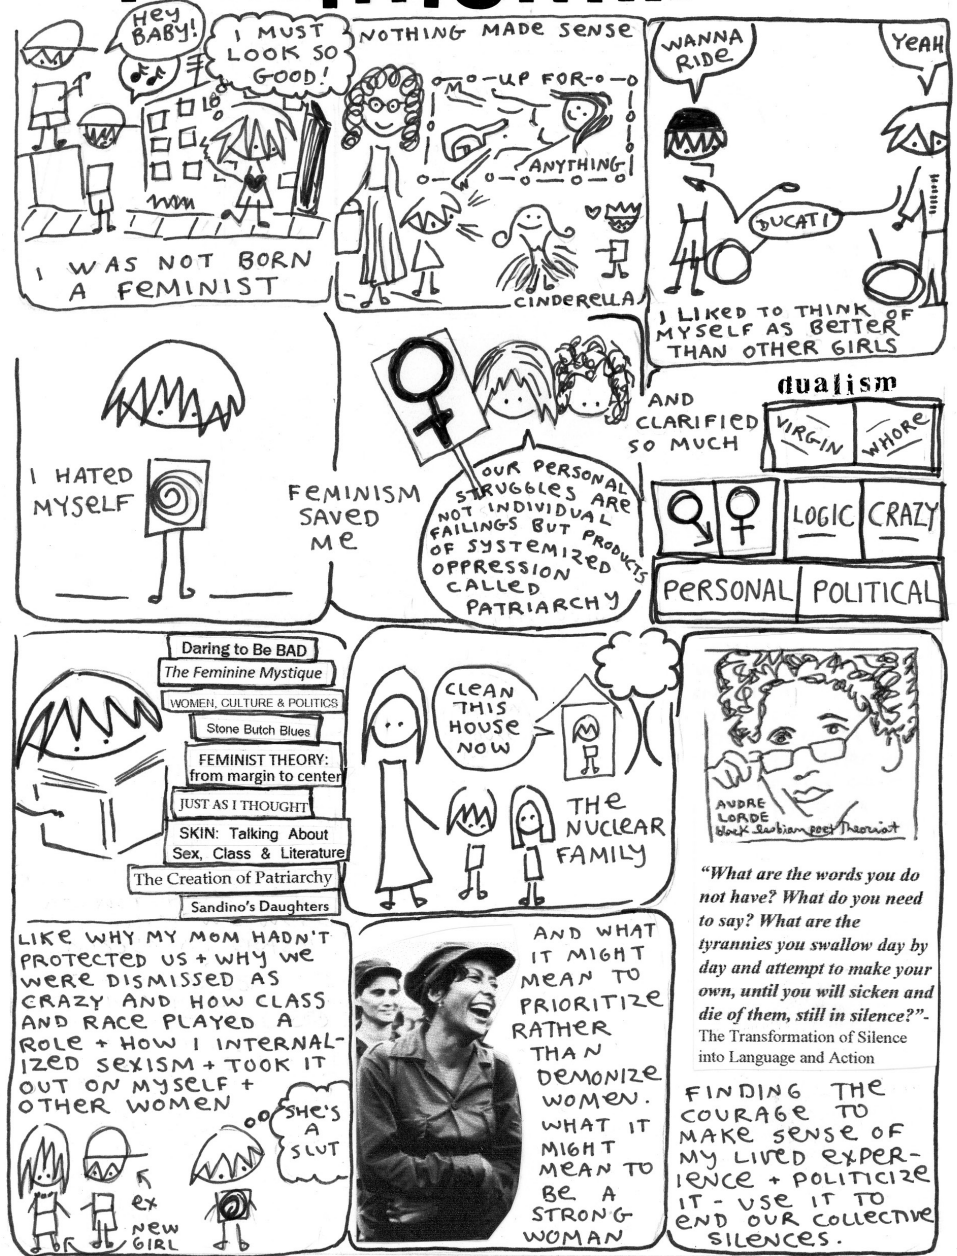 HEY
BABY!
I MUST
LOOK SO
GOOD!
I WAS NOT BORN
A FEMINIST
NOTHING MADE SENSE
UP FOR
ANYTHING
CINDERELLA
WANNA
RIDE
YEAH
DUCATI
I LIKED TO THINK OF
MYSELF AS BETTER
THAN OTHER GIRLS
I HATED
MYSELF
FEMINISM
SAVED
ME
OUR PERSONAL
STRUGGLES ARE
NOT INDIVIDUAL
FAILINGS BUT PRODUCTS
OF SYSTEMIZED
OPPRESSION
CALLED
PATRIARCHY
AND
CLARIFIED
SO MUCH
dualism
VIRGIN WHORE
LOGIC CRAZY
PERSONAL POLITICAL
Daring to Be BAD
The Feminine Mystique
WOMEN, CULTURE & POLITICS
Stone Butch Blues
FEMINIST THEORY:
from margin to center
JUST AS I THOUGHT
SKIN: Talking About
Sex, Class & Literature
The Creation of Patriarchy
Sandino's Daughters
CLEAN
THIS
HOUSE
NOW
THE
NUCLEAR
FAMILY
AUDRE
LORDE
black lesbian poet Theorist
"What are the words you do
not have? What do you need
to say? What are the
tyrannies you swallow day by
day and attempt to make your
own, until you will sicken and
die of them, still in silence?"-
The Transformation of Silence
into Language and Action
FINDING THE
COURAGE TO
MAKE SENSE OF
MY LIVED EXPER-
IENCE + POLITICIZE
IT - USE IT TO
END OUR COLLECTIVE
SILENCES.
LIKE WHY MY MOM HADN'T
PROTECTED US + WHY WE
WERE DISMISSED AS
CRAZY AND HOW CLASS
AND RACE PLAYED A
ROLE + HOW I INTERNAL-
IZED SEXISM + TOOK IT
OUT ON MYSELF +
OTHER WOMEN
SHE'S
A
SLUT
ex
NEW
GIRL
AND WHAT
IT MIGHT
MEAN TO
PRIORITIZE
RATHER
THAN
DEMONIZE
WOMEN.
WHAT IT
MIGHT
MEAN TO
BE A
STRONG
WOMAN